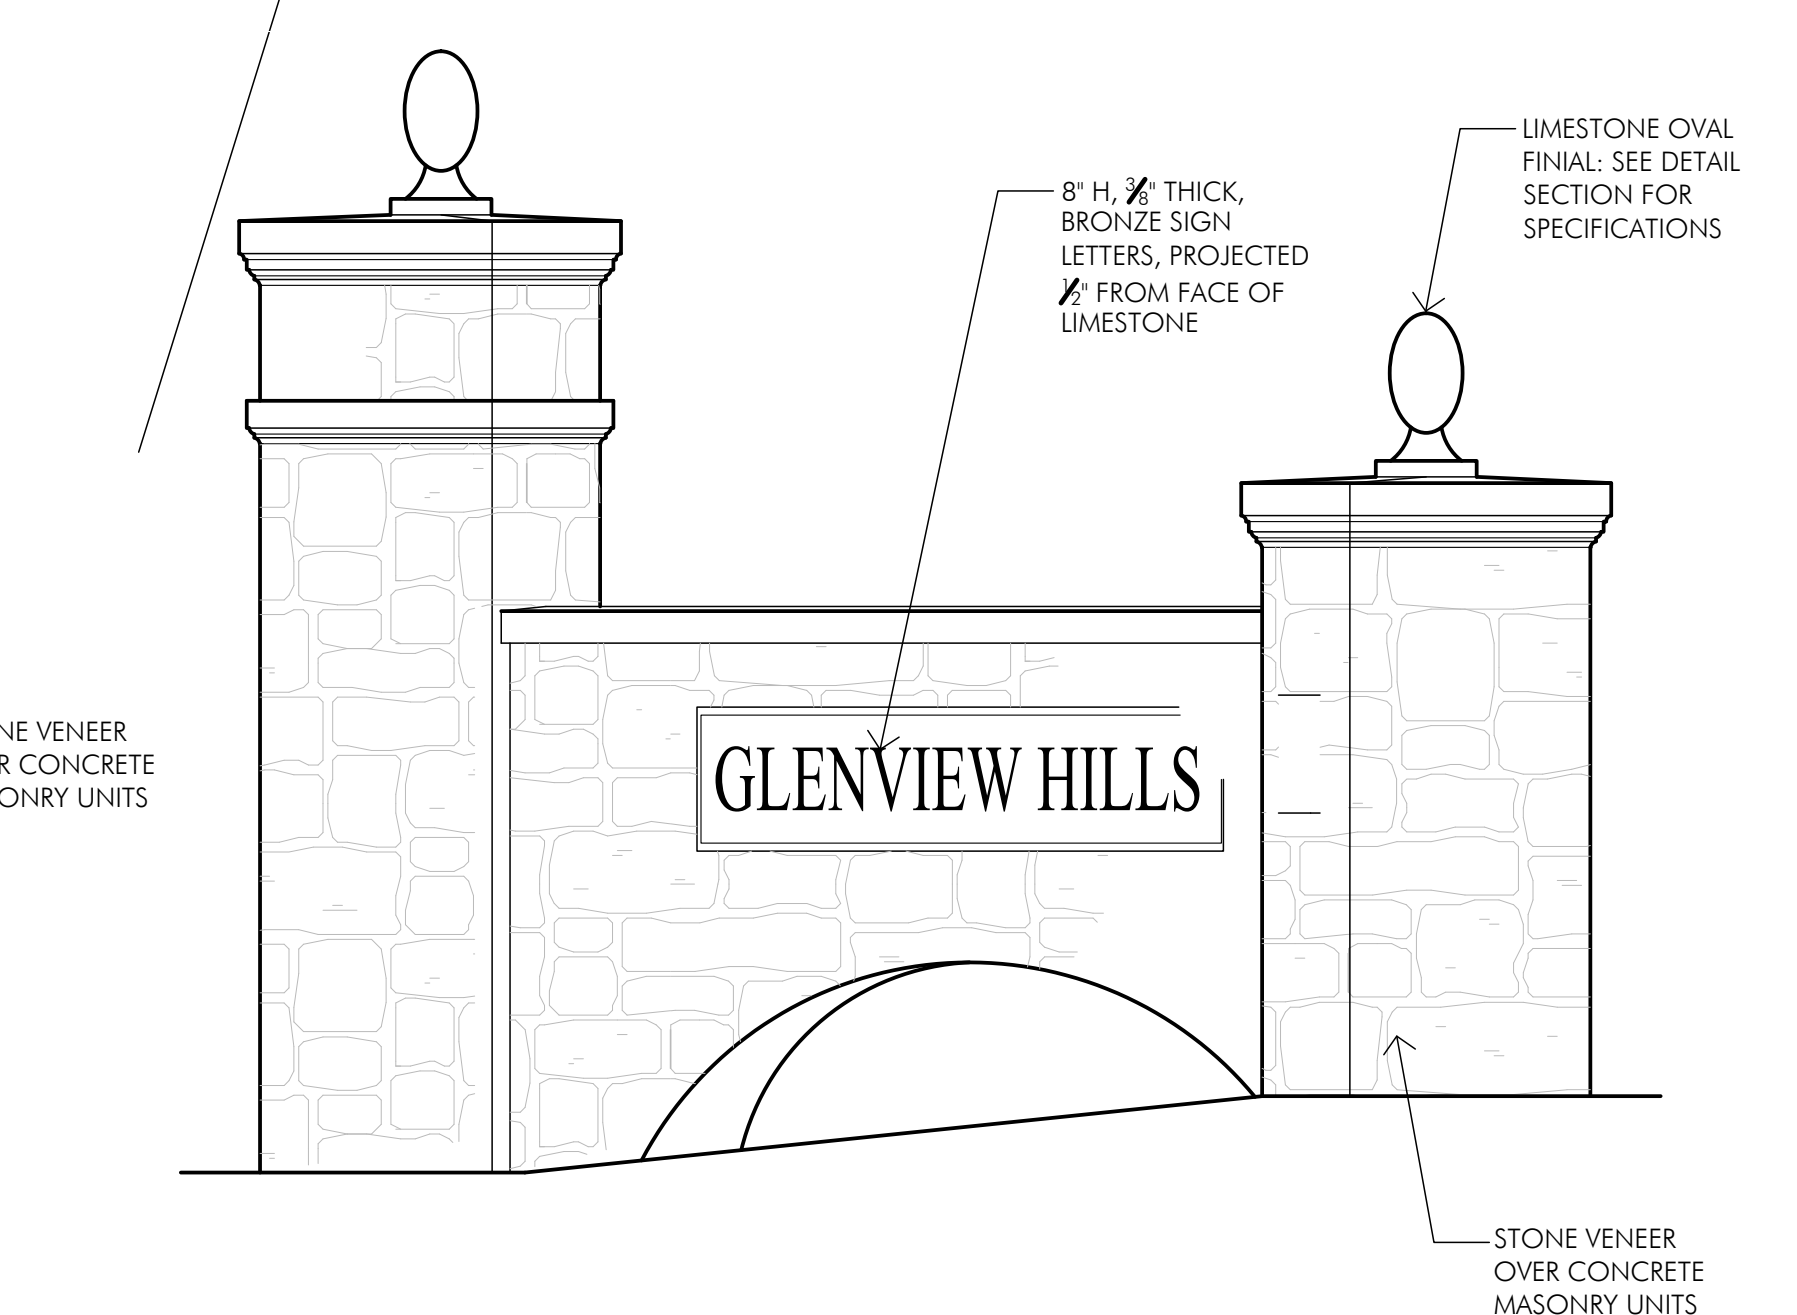 LIMESTONE OVAL
FINIAL: SEE DETAIL
SECTION FOR
SPECIFICATIONS
8" H, 3/8" THICK,
BRONZE SIGN
LETTERS, PROJECTED
1/2" FROM FACE OF
LIMESTONE
NE VENEER
R CONCRETE
ONRY UNITS
GLENVIEW HILLS
STONE VENEER
OVER CONCRETE
MASONRY UNITS